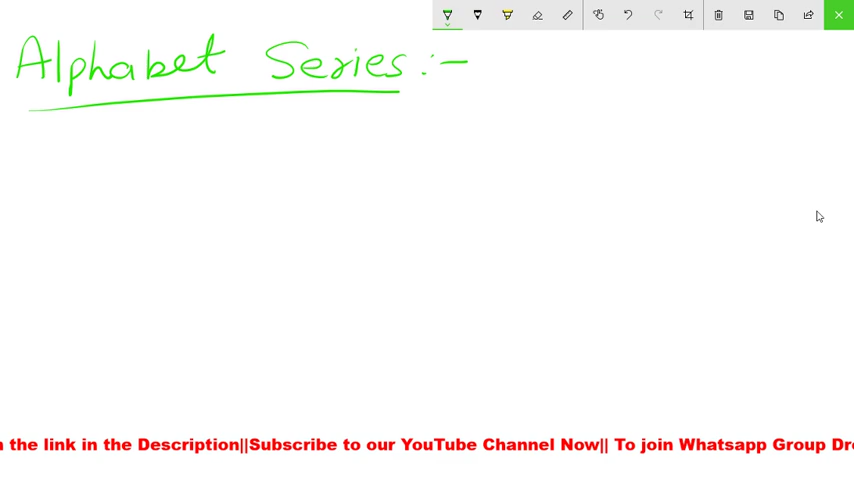 Alphabet Series :-
the link in the Description||Subscribe to our YouTube Channel Now|| To join Whatsapp Group